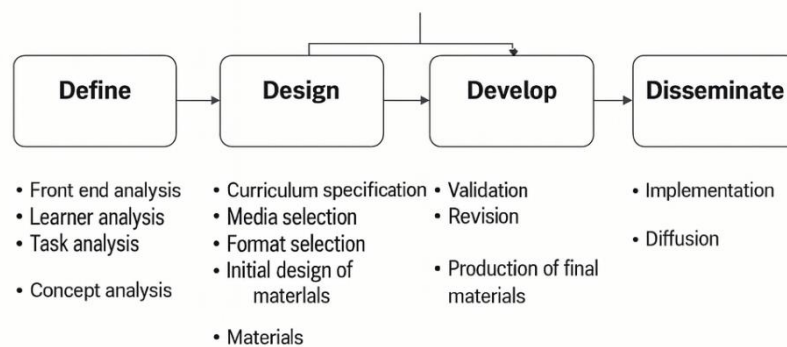 Define
Design
Develop
Disseminate
• Front end analysis
• Learner analysis
• Task analysis
• Concept analysis
• Curriculum specification
• Media selection
• Format selection
• Initial design of
materlals
• Materials
• Validation
• Revision
• Production of final
materials
• Implementation
• Diffusion